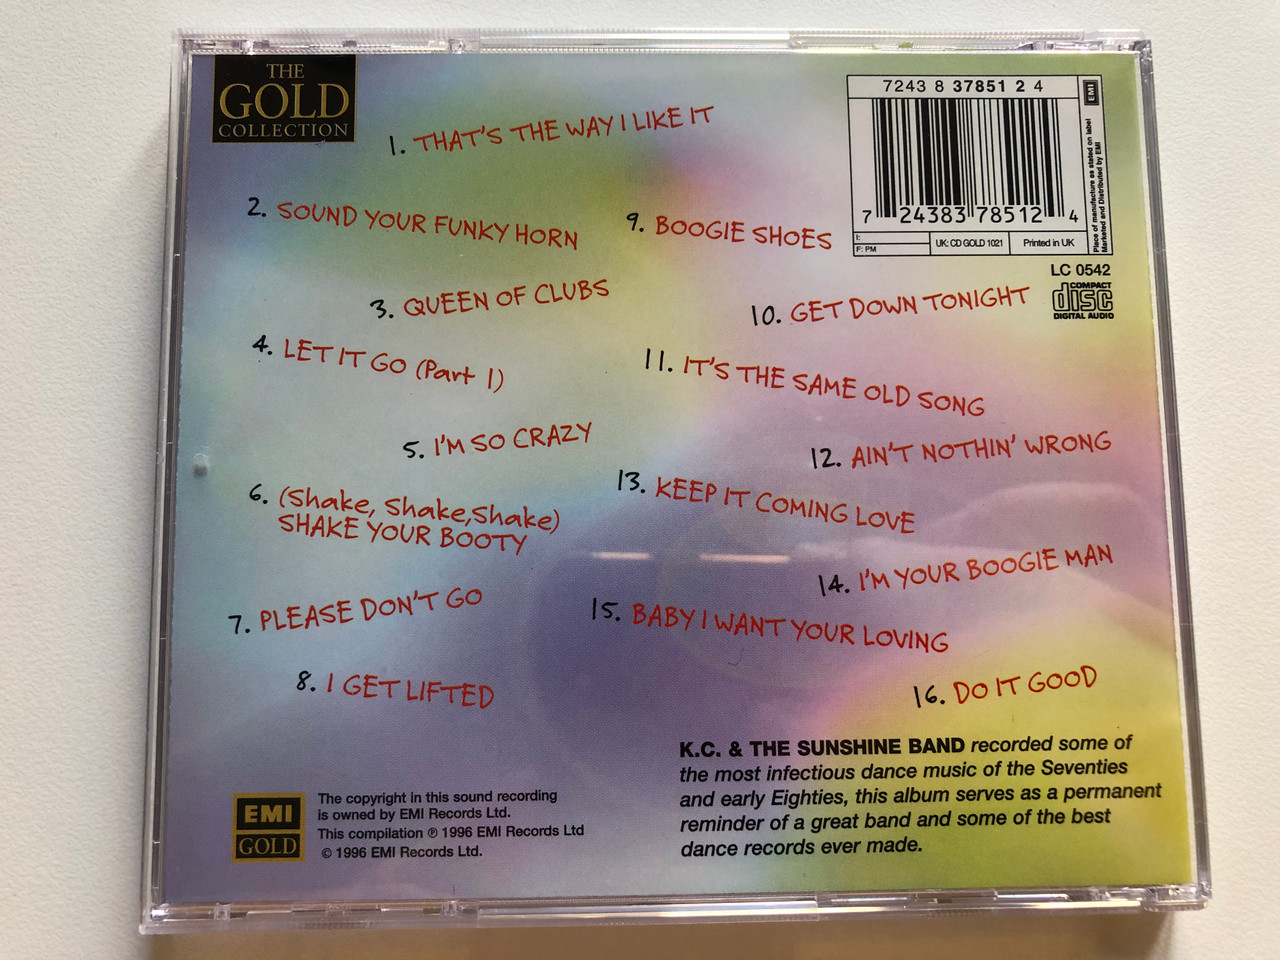 THE
GOLD
COLLECTION
1. THAT'S THE WAY I LIKE IT
2. SOUND YOUR FUNKY HORN
3. QUEEN OF CLUBS
4. LET IT GO (Part 1)
5. I'M SO CRAZY
6. (Shake, Shake, Shake)
SHAKE YOUR BOOTY
7. PLEASE DON'T GO
8. I GET LIFTED
9. BOOGIE SHOES
10. GET DOWN TONIGHT
11. IT'S THE SAME OLD SONG
12. AIN'T NOTHIN' WRONG
13. KEEP IT COMING LOVE
14. I'M YOUR BOOGIE MAN
15. BABY I WANT YOUR LOVING
16. DO IT GOOD
7243 8 37851 2 4
7 24383 78512 4
I:
F: PM
UK: CD GOLD 1021
Printed in UK
EMI
Place of manufacture as stated on label
Marketed and Distributed by EMI
LC 0542
COMPACT
disc
DIGITAL AUDIO
K.C. & THE SUNSHINE BAND recorded some of
the most infectious dance music of the Seventies
and early Eighties, this album serves as a permanent
reminder of a great band and some of the best
dance records ever made.
EMI
GOLD
The copyright in this sound recording
is owned by EMI Records Ltd.
This compilation ℗ 1996 EMI Records Ltd
© 1996 EMI Records Ltd.